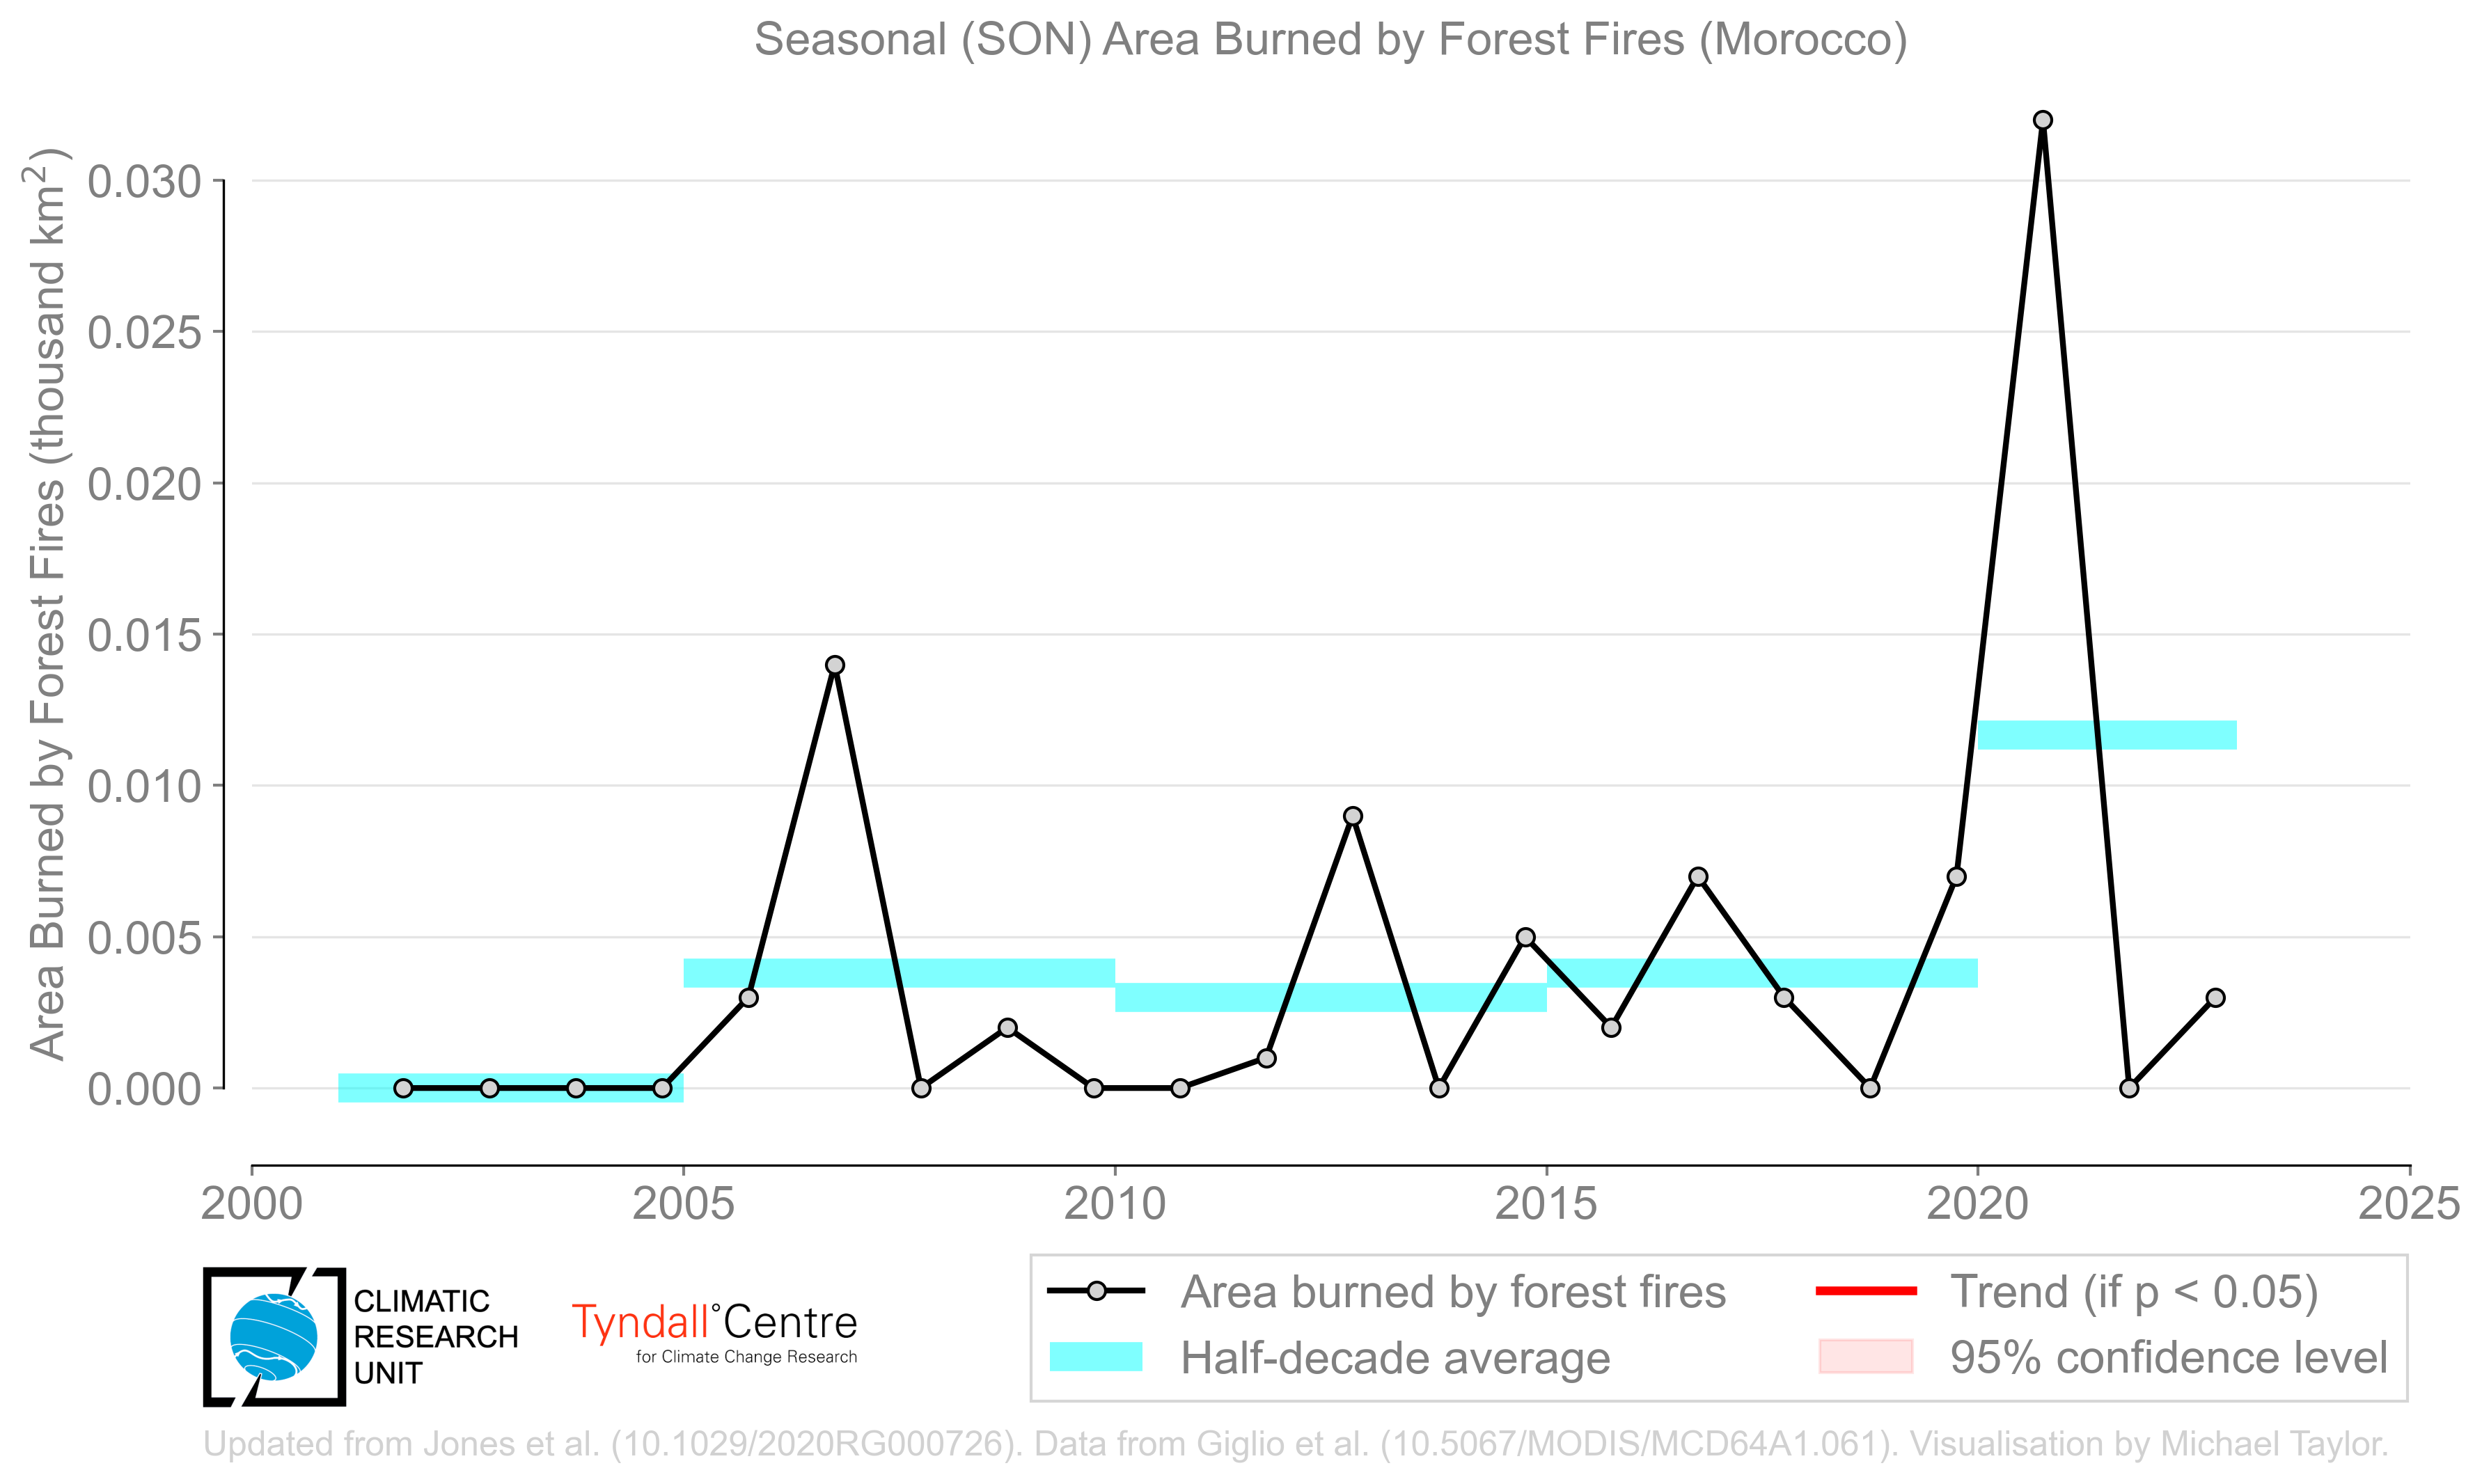 Seasonal (SON) Area Burned by Forest Fires (Morocco)
Area Burned by Forest Fires (thousand km²)
0.030
0.025
0.020
0.015
0.010
0.005
0.000
2000 2005 2010 2015 2020 2025
CLIMATIC
RESEARCH
UNIT
Tyndall°Centre
for Climate Change Research
Area burned by forest fires
Half-decade average
Trend (if p < 0.05)
95% confidence level
Updated from Jones et al. (10.1029/2020RG000726). Data from Giglio et al. (10.5067/MODIS/MCD64A1.061). Visualisation by Michael Taylor.